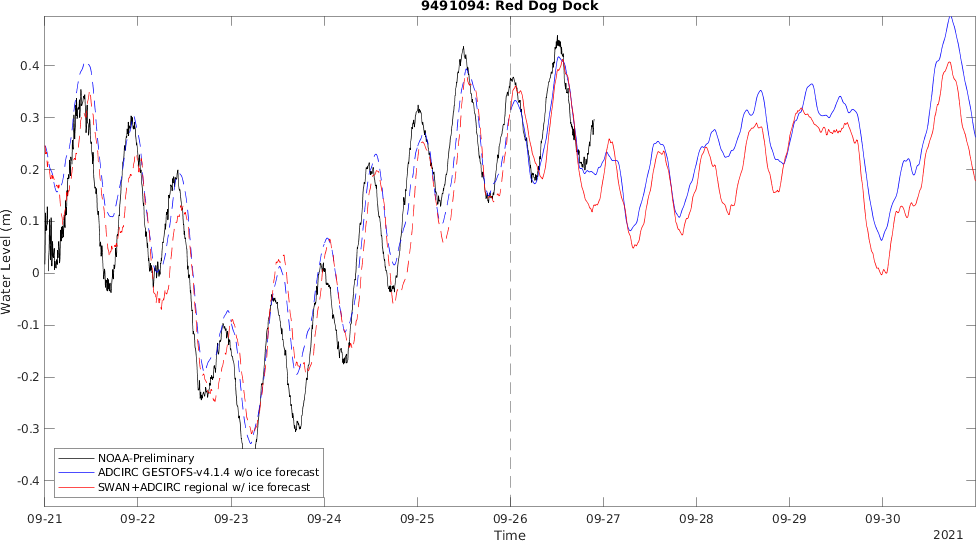 9491094: Red Dog Dock
Water Level (m)
0.4
0.3
0.2
0.1
0
-0.1
-0.2
-0.3
-0.4
NOAA-Preliminary
ADCIRC GESTOFS-v4.1.4 w/o ice forecast
SWAN+ADCIRC regional w/ ice forecast
09-21 09-22 09-23 09-24 09-25 09-26 09-27 09-28 09-29 09-30
Time
2021